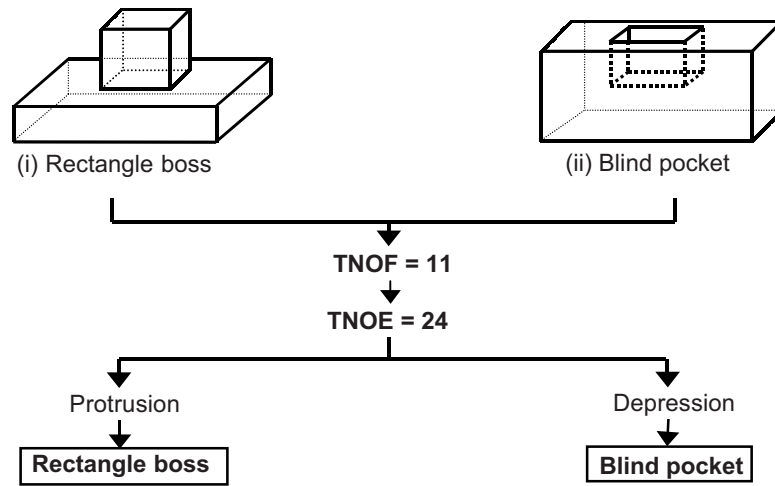 (i) Rectangle boss
(ii) Blind pocket
TNOF = 11
TNOE = 24
Protrusion
Depression
Rectangle boss
Blind pocket